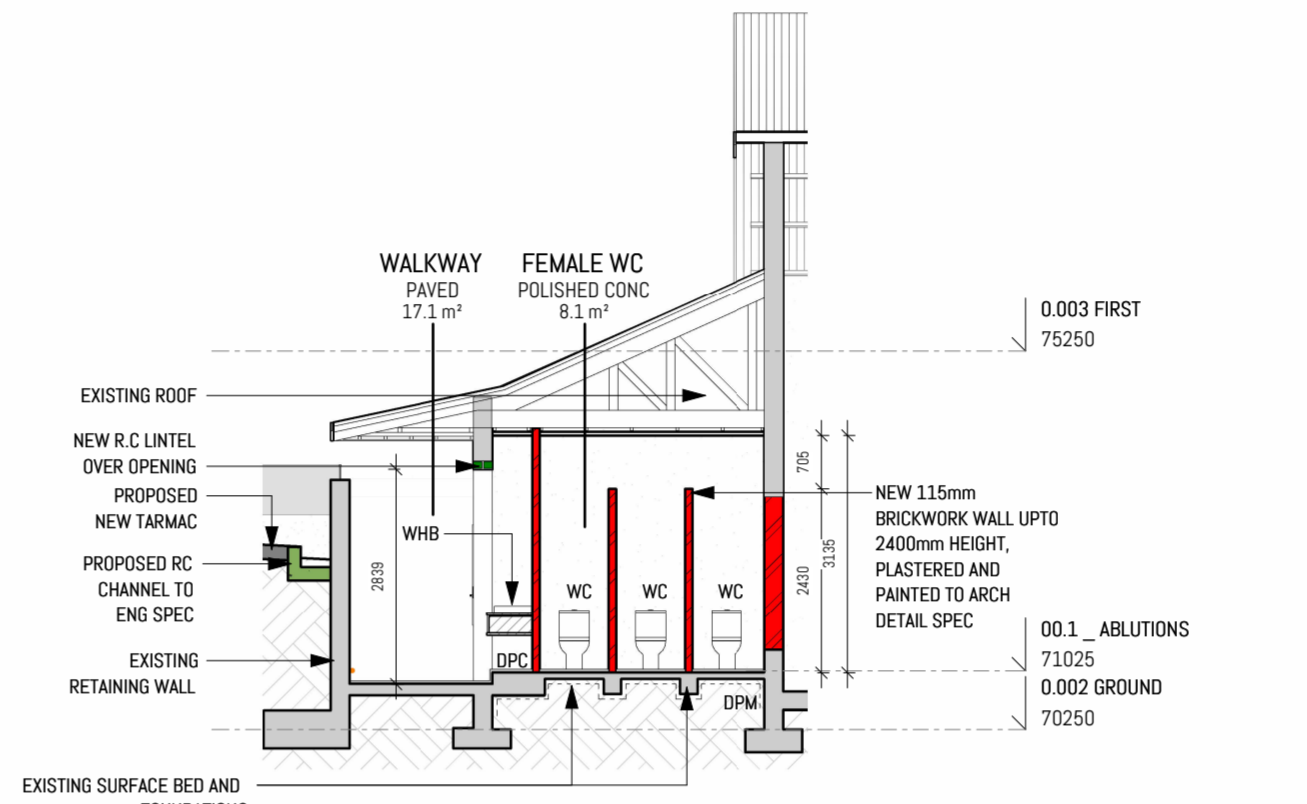 WALKWAY
PAVED
17.1 m²
FEMALE WC
POLISHED CONC
8.1 m²
0.003 FIRST
75250
EXISTING ROOF
NEW R.C LINTEL
OVER OPENING
PROPOSED
NEW TARMAC
PROPOSED RC
CHANNEL TO
ENG SPEC
EXISTING
RETAINING WALL
WHB
2839
DPC
WC
WC
WC
DPM
705
2430
3135
NEW 115mm
BRICKWORK WALL UPTO
2400mm HEIGHT,
PLASTERED AND
PAINTED TO ARCH
DETAIL SPEC
00.1 _ ABLUTIONS
71025
0.002 GROUND
70250
EXISTING SURFACE BED AND